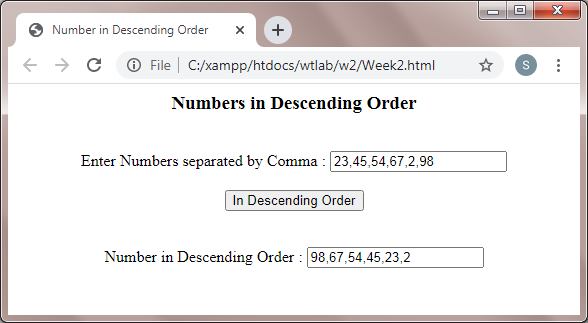 Number in Descending Order
File C:/xampp/htdocs/wtlab/w2/Week2.html S
Numbers in Descending Order
Enter Numbers separated by Comma : 23,45,54,67,2,98
In Descending Order
Number in Descending Order : 98,67,54,45,23,2